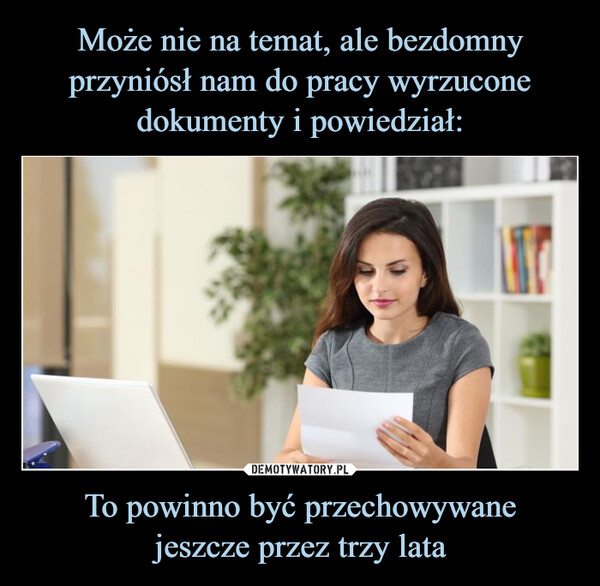 Może nie na temat, ale bezdomny
przyniósł nam do pracy wyrzucone
dokumenty i powiedział:
DEMOTYWATORY.PL
To powinno być przechowywane
jeszcze przez trzy lata